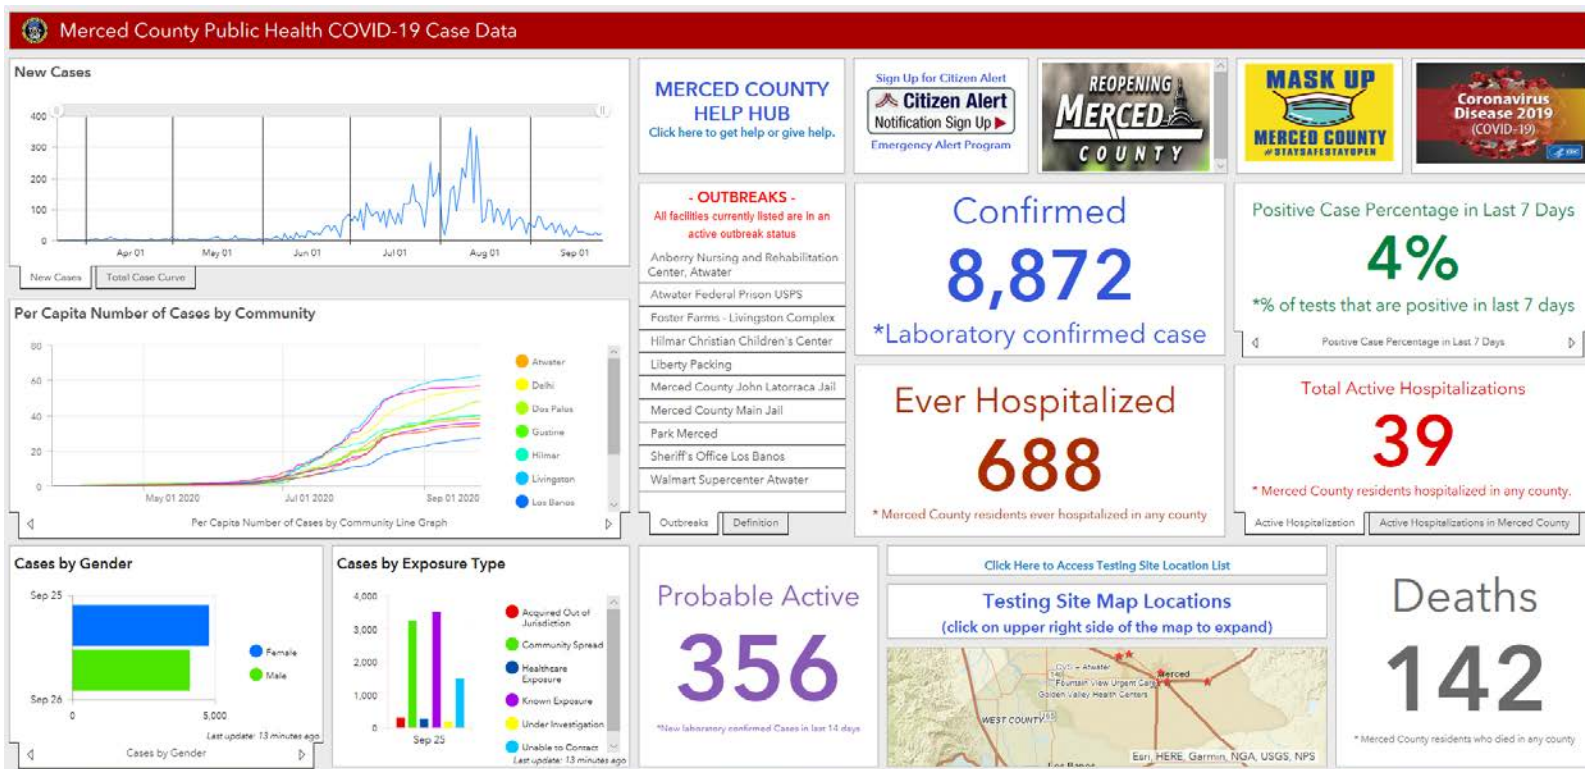 Merced County Public Health COVID-19 Case Data
New Cases
400
300
200
100
0
Apr 01
May 01
Jun 01
Jul 01
Aug 01
Sep 01
New Cases
Total Case Curve
Per Capita Number of Cases by Community
80
60
40
20
0
May 01 2020
Jul 01 2020
Sep 01 2020
Atwater
Delhi
Dos Palos
Gustine
Hilmar
Livingston
Los Banos
Per Capita Number of Cases by Community Line Graph
Cases by Gender
Sep 25
Sep 26
0
5,000
Female
Male
Last update: 13 minutes ago
Cases by Gender
Cases by Exposure Type
4,000
3,000
2,000
1,000
0
Sep 25
Acquired Out of
Jurisdiction
Community Spread
Healthcare
Exposure
Known Exposure
Under Investigation
Unable to Contact
Last update: 13 minutes ago
MERCED COUNTY
HELP HUB
Click here to get help or give help.
Sign Up for Citizen Alert
Citizen Alert
Notification Sign Up
Emergency Alert Program
REOPENING
MERCED
COUNTY
MASK UP
MERCED COUNTY
#STAYSAFESTAYOPEN
Coronavirus
Disease 2019
(COVID-19)
CDC
- OUTBREAKS -
All facilities currently listed are in an
active outbreak status
Anberry Nursing and Rehabilitation
Center, Atwater
Atwater Federal Prison USPS
Foster Farms - Livingston Complex
Hilmar Christian Children's Center
Liberty Packing
Merced County John Latorraca Jail
Merced County Main Jail
Park Merced
Sheriff's Office Los Banos
Walmart Supercenter Atwater
Outbreaks
Definition
Confirmed
8,872
*Laboratory confirmed case
Positive Case Percentage in Last 7 Days
4%
*% of tests that are positive in last 7 days
Positive Case Percentage in Last 7 Days
Ever Hospitalized
688
* Merced County residents ever hospitalized in any county
Total Active Hospitalizations
39
* Merced County residents hospitalized in any county.
Active Hospitalization
Active Hospitalizations in Merced County
Probable Active
356
*New laboratory confirmed Cases in last 14 days
Click Here to Access Testing Site Location List
Testing Site Map Locations
(click on upper right side of the map to expand)
CVS - Atwater
140
Merced
Fountain View Urgent Care
Golden Valley Health Centers
WEST COUNTY
165
Los Banos
Esri, HERE, Garmin, NGA, USGS, NPS
Deaths
142
* Merced County residents who died in any county